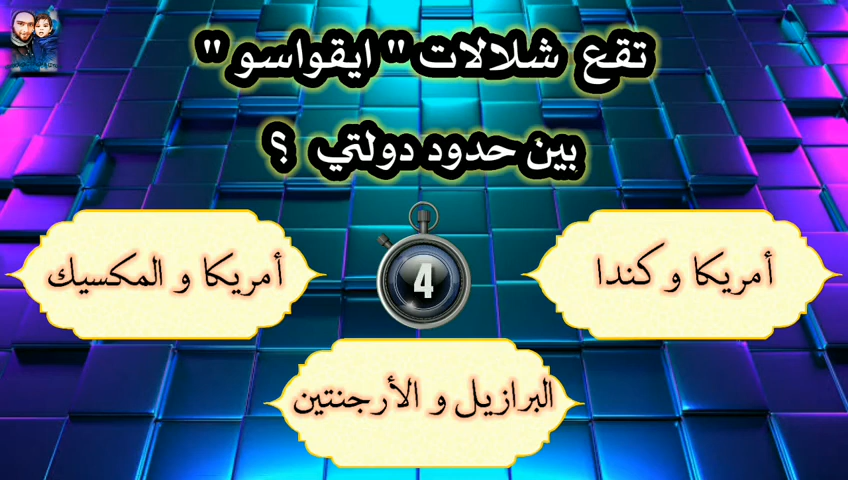 تقع شلالات " ايقواسو "
بين حدود دولتي ؟
أمريكا و كندا
4
أمريكا و المكسيك
البرازيل و الأرجنتين